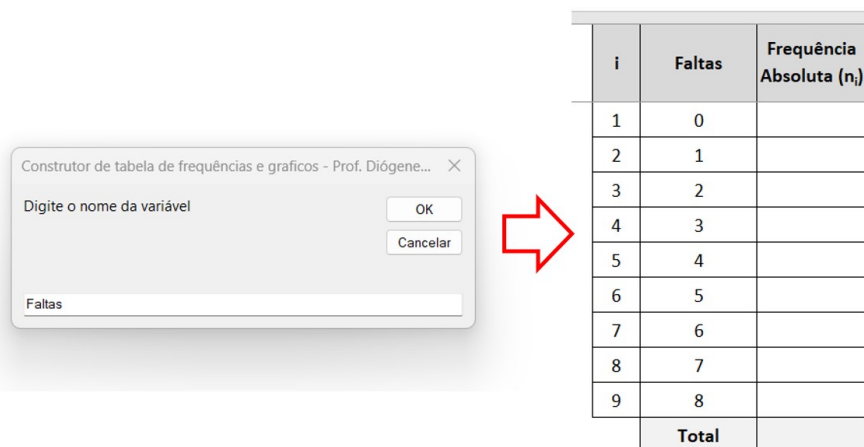 Construtor de tabela de frequências e graficos - Prof. Diógene...
Digite o nome da variável
OK
Cancelar
Faltas
i Faltas Frequência
Absoluta (nᵢ)
1 0
2 1
3 2
4 3
5 4
6 5
7 6
8 7
9 8
Total